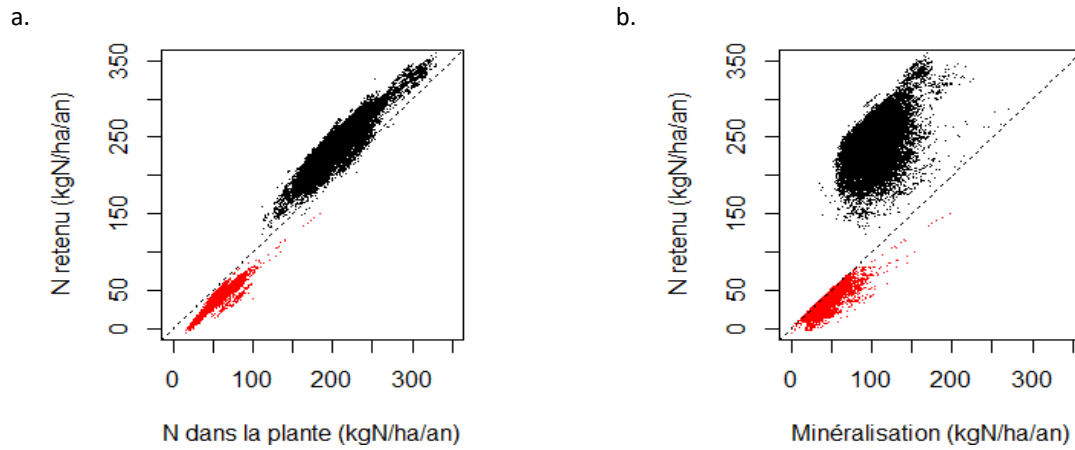 a.
N retenu (kgN/ha/an)
0 50 150 250 350
0 100 200 300
N dans la plante (kgN/ha/an)
b.
N retenu (kgN/ha/an)
0 50 150 250 350
0 100 200 300
Minéralisation (kgN/ha/an)